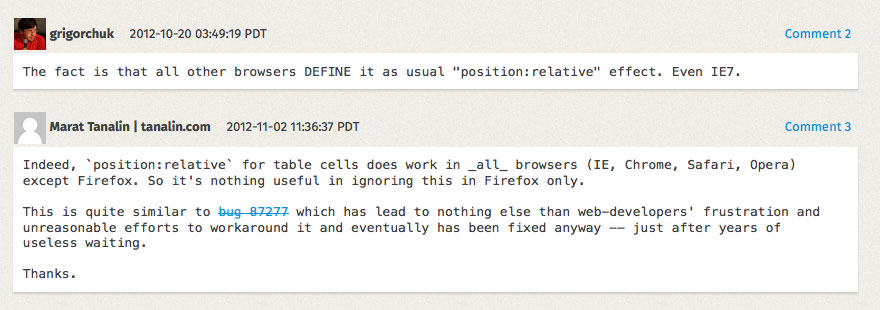 grigorchuk 2012-10-20 03:49:19 PDT Comment 2
The fact is that all other browsers DEFINE it as usual "position:relative" effect. Even IE7.
Marat Tanalin | tanalin.com 2012-11-02 11:36:37 PDT Comment 3
Indeed, `position:relative` for table cells does work in _all_ browsers (IE, Chrome, Safari, Opera)
except Firefox. So it's nothing useful in ignoring this in Firefox only.
This is quite similar to bug 87277 which has lead to nothing else than web-developers' frustration and
unreasonable efforts to workaround it and eventually has been fixed anyway -- just after years of
useless waiting.
Thanks.